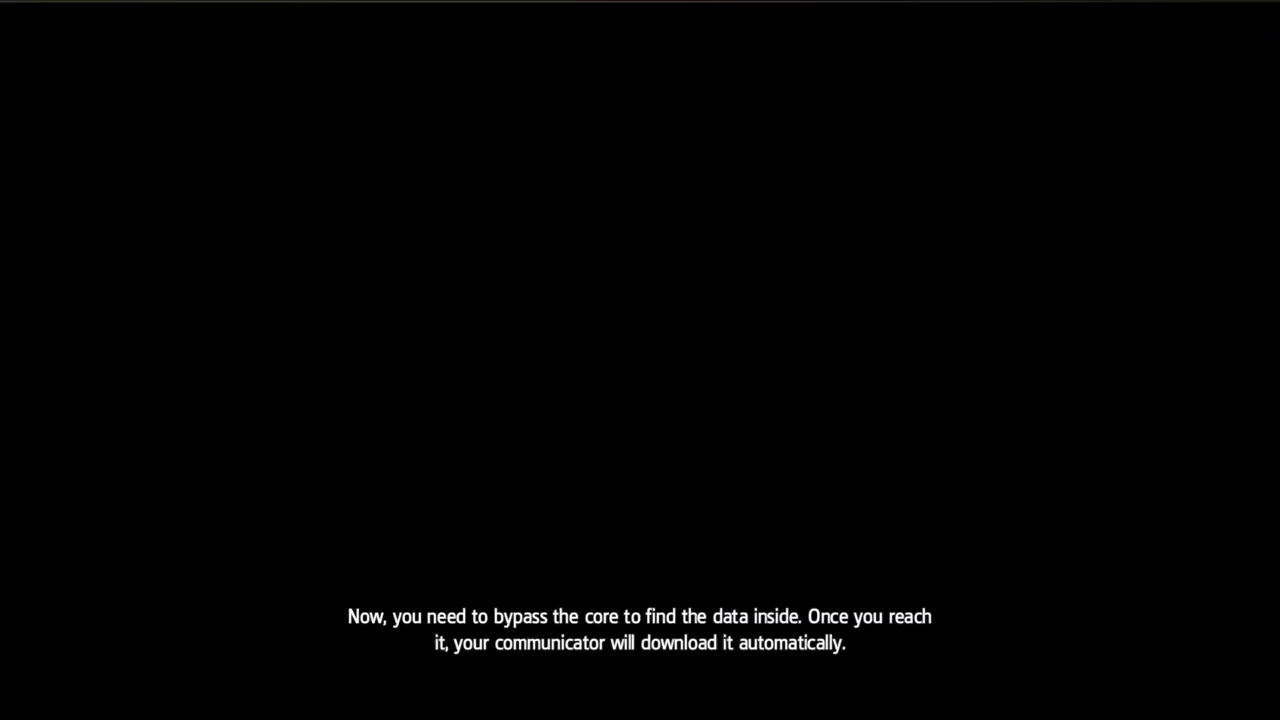 Now, you need to bypass the core to find the data inside. Once you reach
it, your communicator will download it automatically.